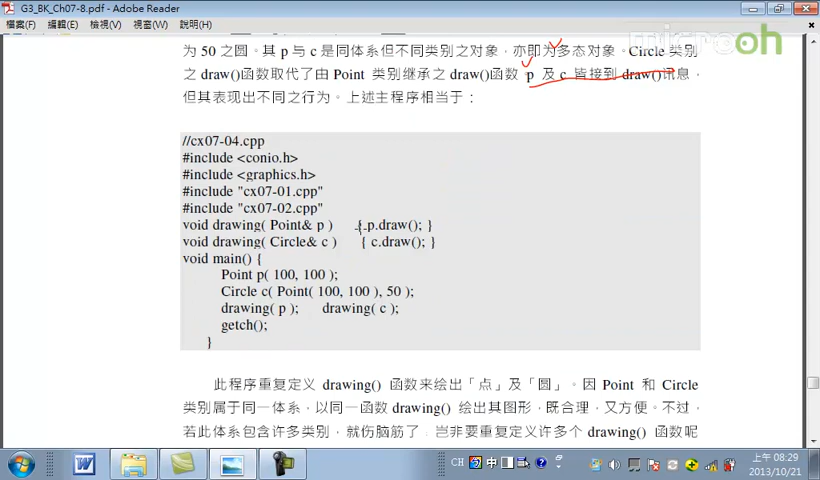 G3_BK_Ch07-8.pdf - Adobe Reader
檔案(F) 編輯(E) 檢視(V) 視窗(W) 說明(H)
microoh
为 50 之圆。其 p 与 c 是同体系但不同类别之对象，亦即为多态对象。Circle 类别
之 draw()函数取代了由 Point 类别继承之 draw()函数 p 及 c 皆接到 draw()讯息，
但其表现出不同之行为。上述主程序相当于：
//cx07-04.cpp
#include <conio.h>
#include <graphics.h>
#include "cx07-01.cpp"
#include "cx07-02.cpp"
void drawing( Point& p ) { p.draw(); }
void drawing( Circle& c ) { c.draw(); }
void main() {
Point p( 100, 100 );
Circle c( Point( 100, 100 ), 50 );
drawing( p ); drawing( c );
getch();
}
此程序重复定义 drawing() 函数来绘出「点」及「圆」。因 Point 和 Circle
类别属于同一体系，以同一函数 drawing() 绘出其图形，既合理，又方便。不过，
若此体系包含许多类别，就伤脑筋了﹐岂非要重复定义许多个 drawing() 函数呢
CH 中
上午 08:29
2013/10/21